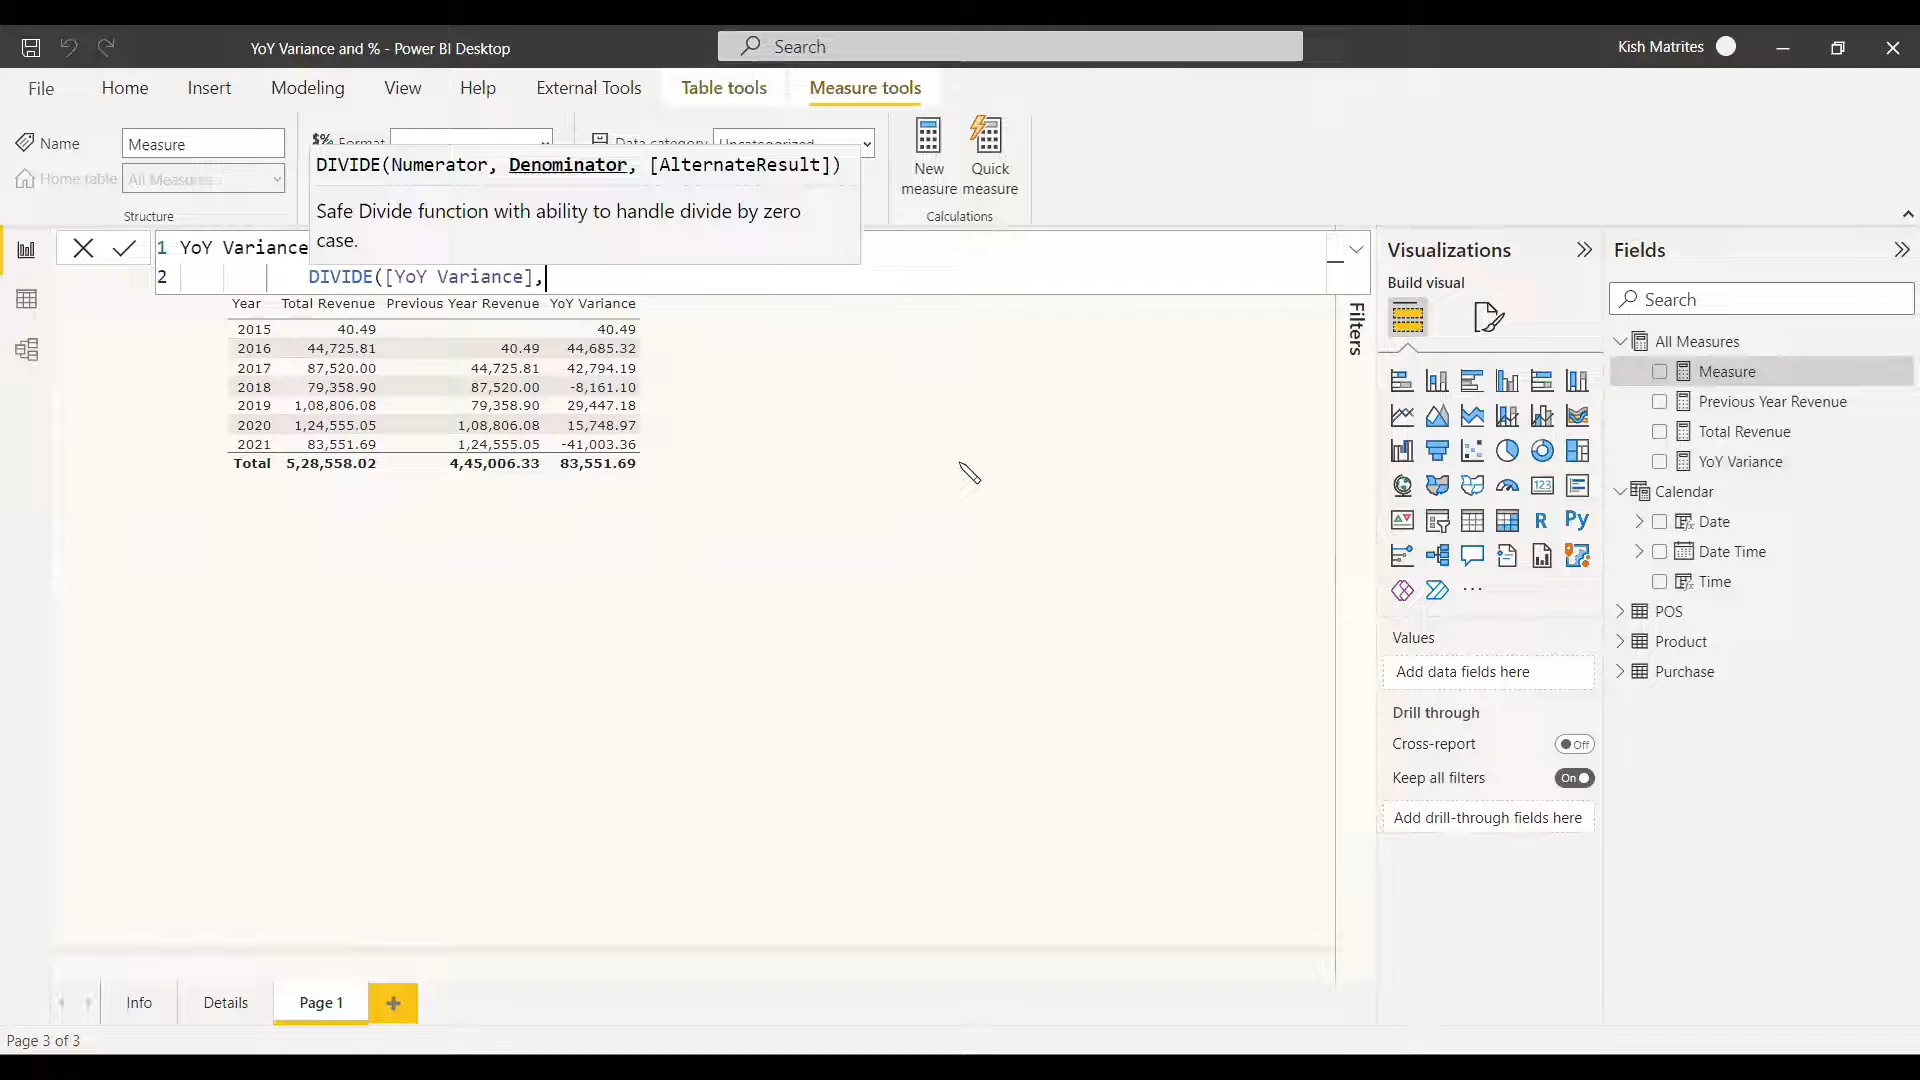 YoY Variance and % - Power BI Desktop
Search
Kish Matrites
File Home Insert Modeling View Help External Tools Table tools Measure tools
Name Measure
Home table All Measures
Structure
Format
Data category Uncategorized
New measure
Quick measure
Calculations
DIVIDE(Numerator, Denominator, [AlternateResult])
Safe Divide function with ability to handle divide by zero
case.
1 YoY Variance
2 DIVIDE([YoY Variance],
Year Total Revenue Previous Year Revenue YoY Variance
2015 40.49 40.49
2016 44,725.81 40.49 44,685.32
2017 87,520.00 44,725.81 42,794.19
2018 79,358.90 87,520.00 -8,161.10
2019 1,08,806.08 79,358.90 29,447.18
2020 1,24,555.05 1,08,806.08 15,748.97
2021 83,551.69 1,24,555.05 -41,003.36
Total 5,28,558.02 4,45,006.33 83,551.69
Filters
Visualizations
Build visual
123
R Py
Values
Add data fields here
Drill through
Cross-report Off
Keep all filters On
Add drill-through fields here
Fields
Search
All Measures
Measure
Previous Year Revenue
Total Revenue
YoY Variance
Calendar
Date
Date Time
Time
POS
Product
Purchase
Info Details Page 1 +
Page 3 of 3